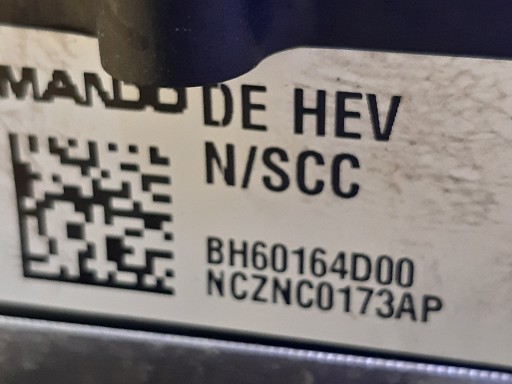 MANDO DE HEV
N/SCC
BH60164D00
NCZNC0173AP